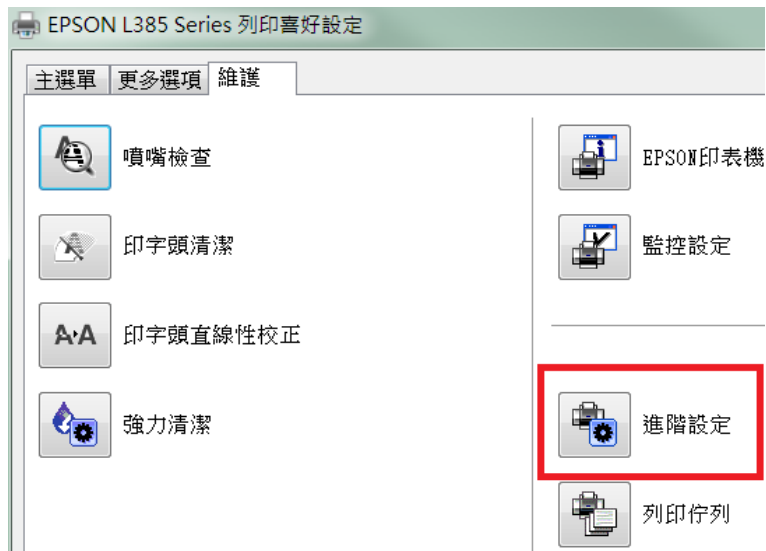 EPSON L385 Series 列印喜好設定
主選單 更多選項 維護
噴嘴檢查
印字頭清潔
A▸A 印字頭直線性校正
強力清潔
EPSON印表機
監控設定
進階設定
列印佇列